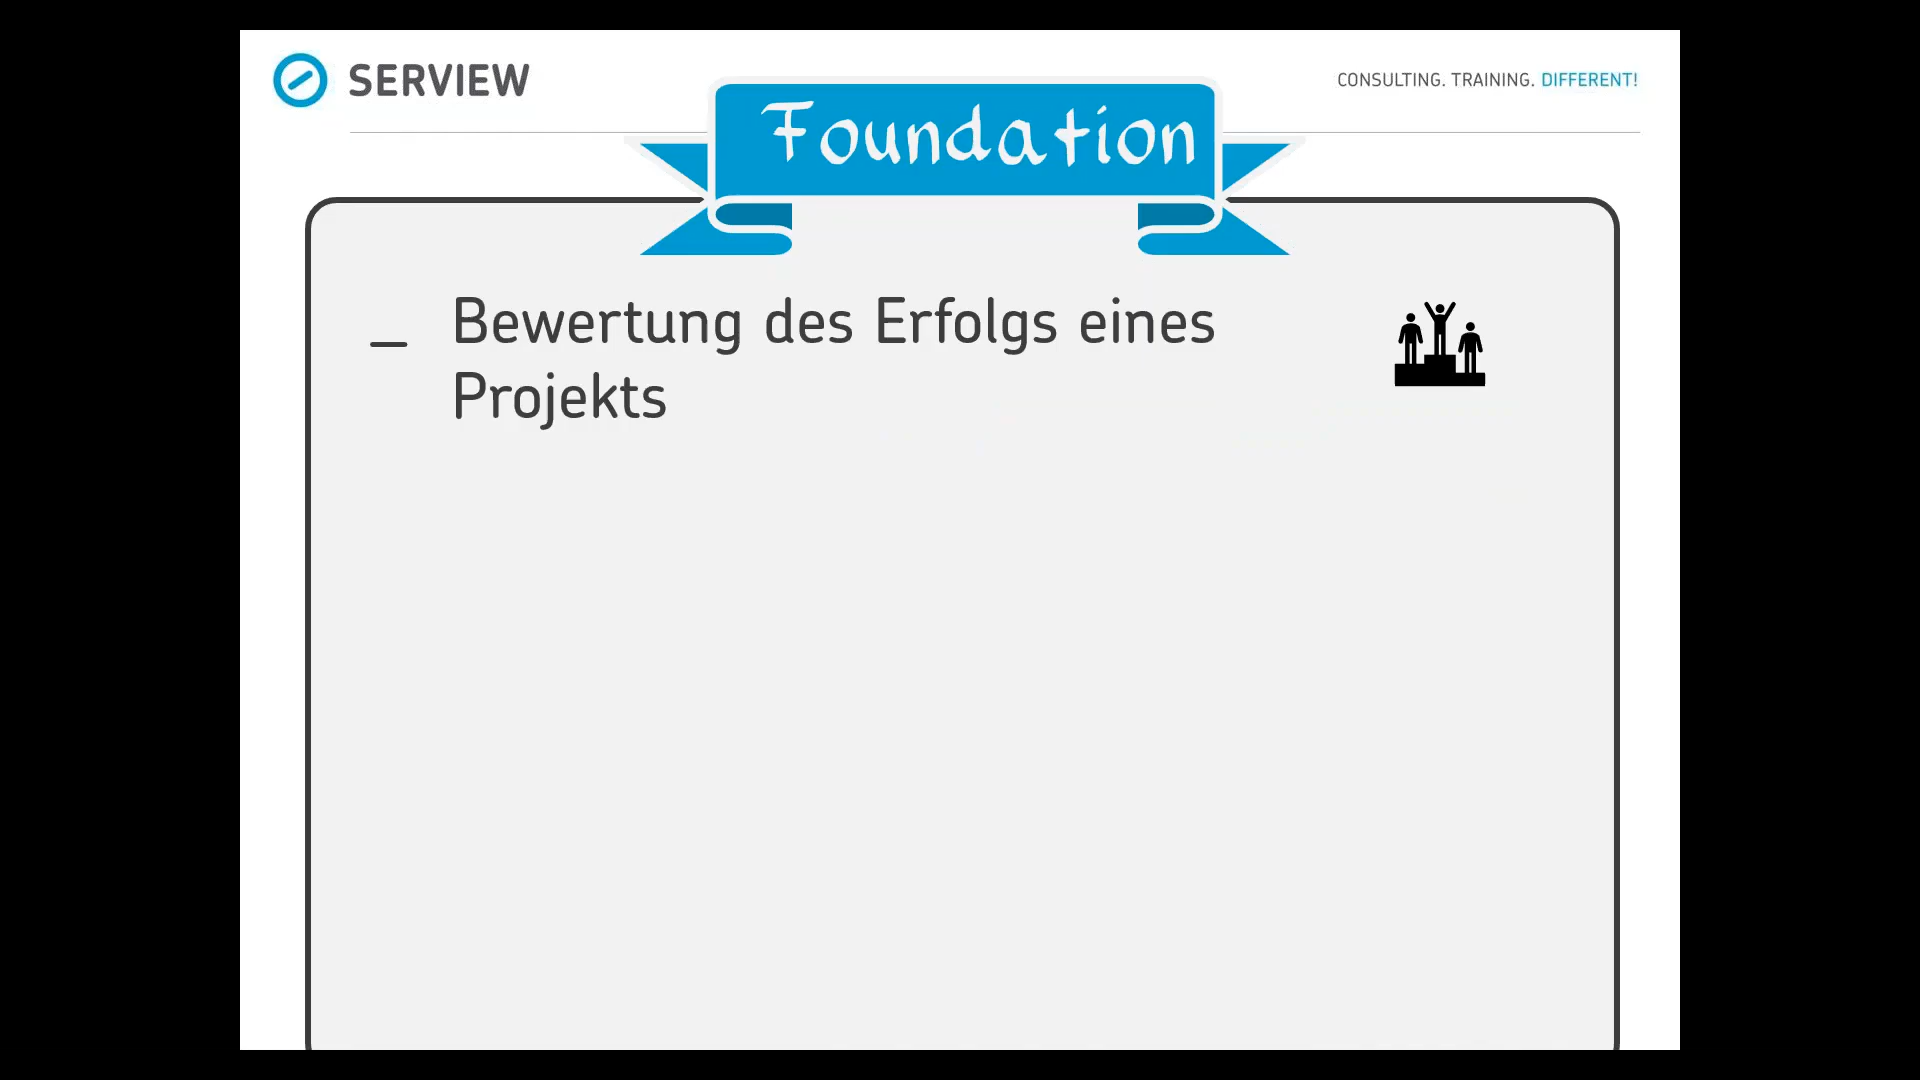 SERVIEW
CONSULTING. TRAINING. DIFFERENT!
Foundation
_ Bewertung des Erfolgs eines
Projekts